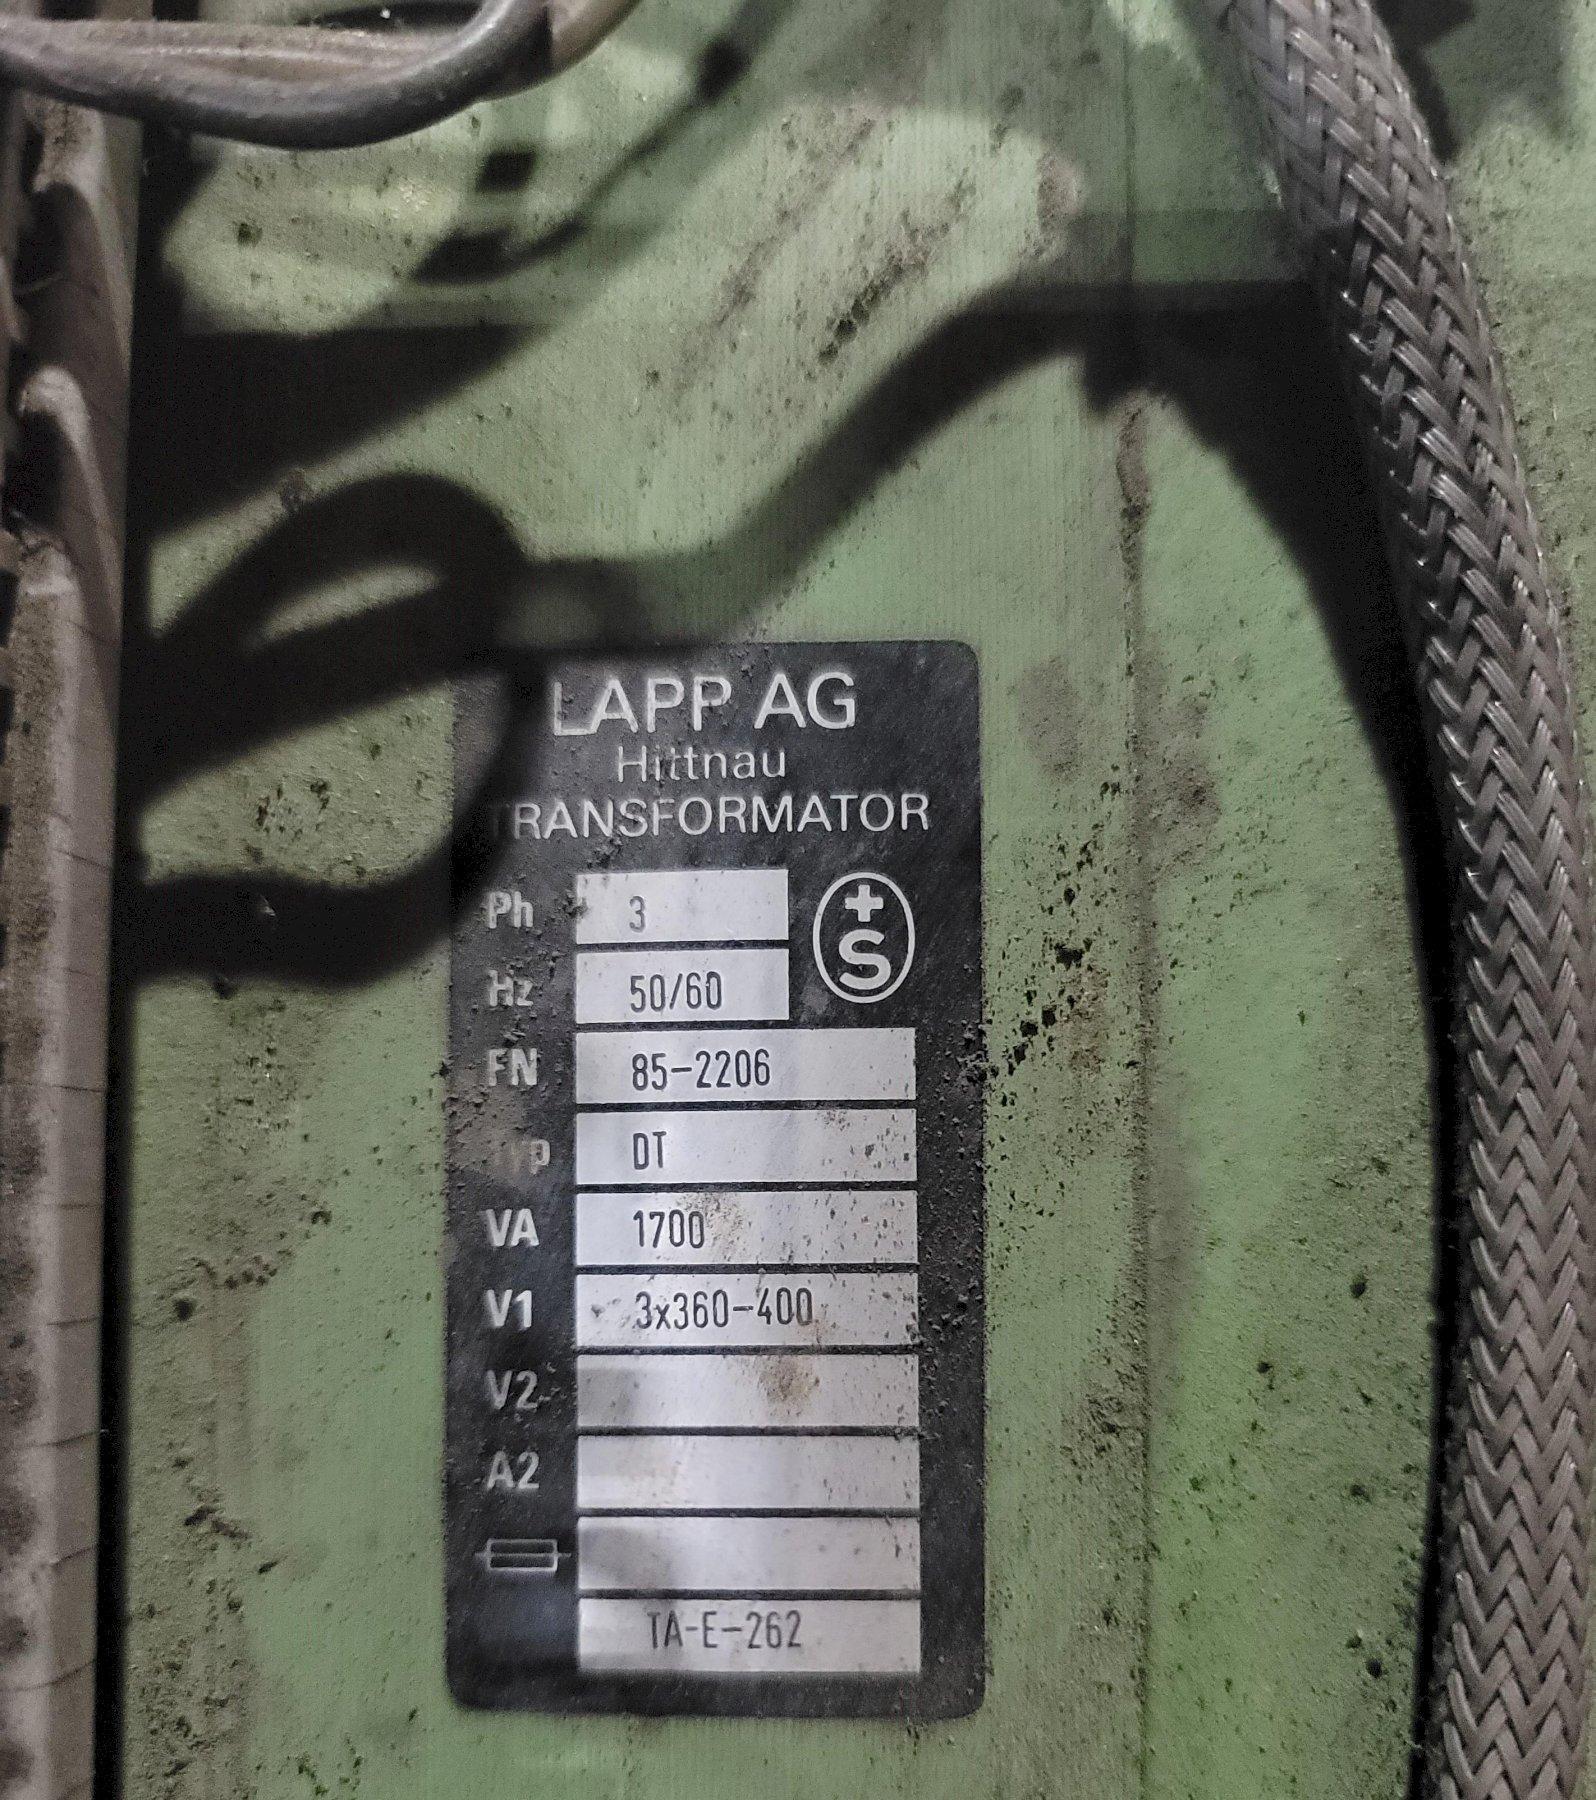 LAPP AG
Hittnau
TRANSFORMATOR
Ph 3
+S
Hz 50/60
FN 85-2206
Typ DT
VA 1700
V1 3x360-400
V2
A2
TA-E-262